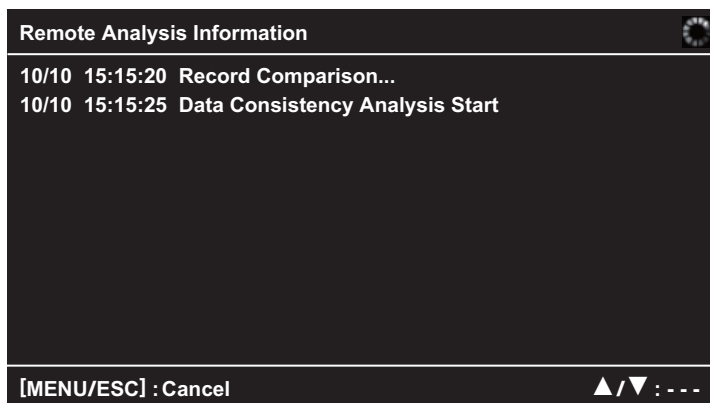 Remote Analysis Information
10/10 15:15:20 Record Comparison...
10/10 15:15:25 Data Consistency Analysis Start
[MENU/ESC] : Cancel ▲/▼ : - - -